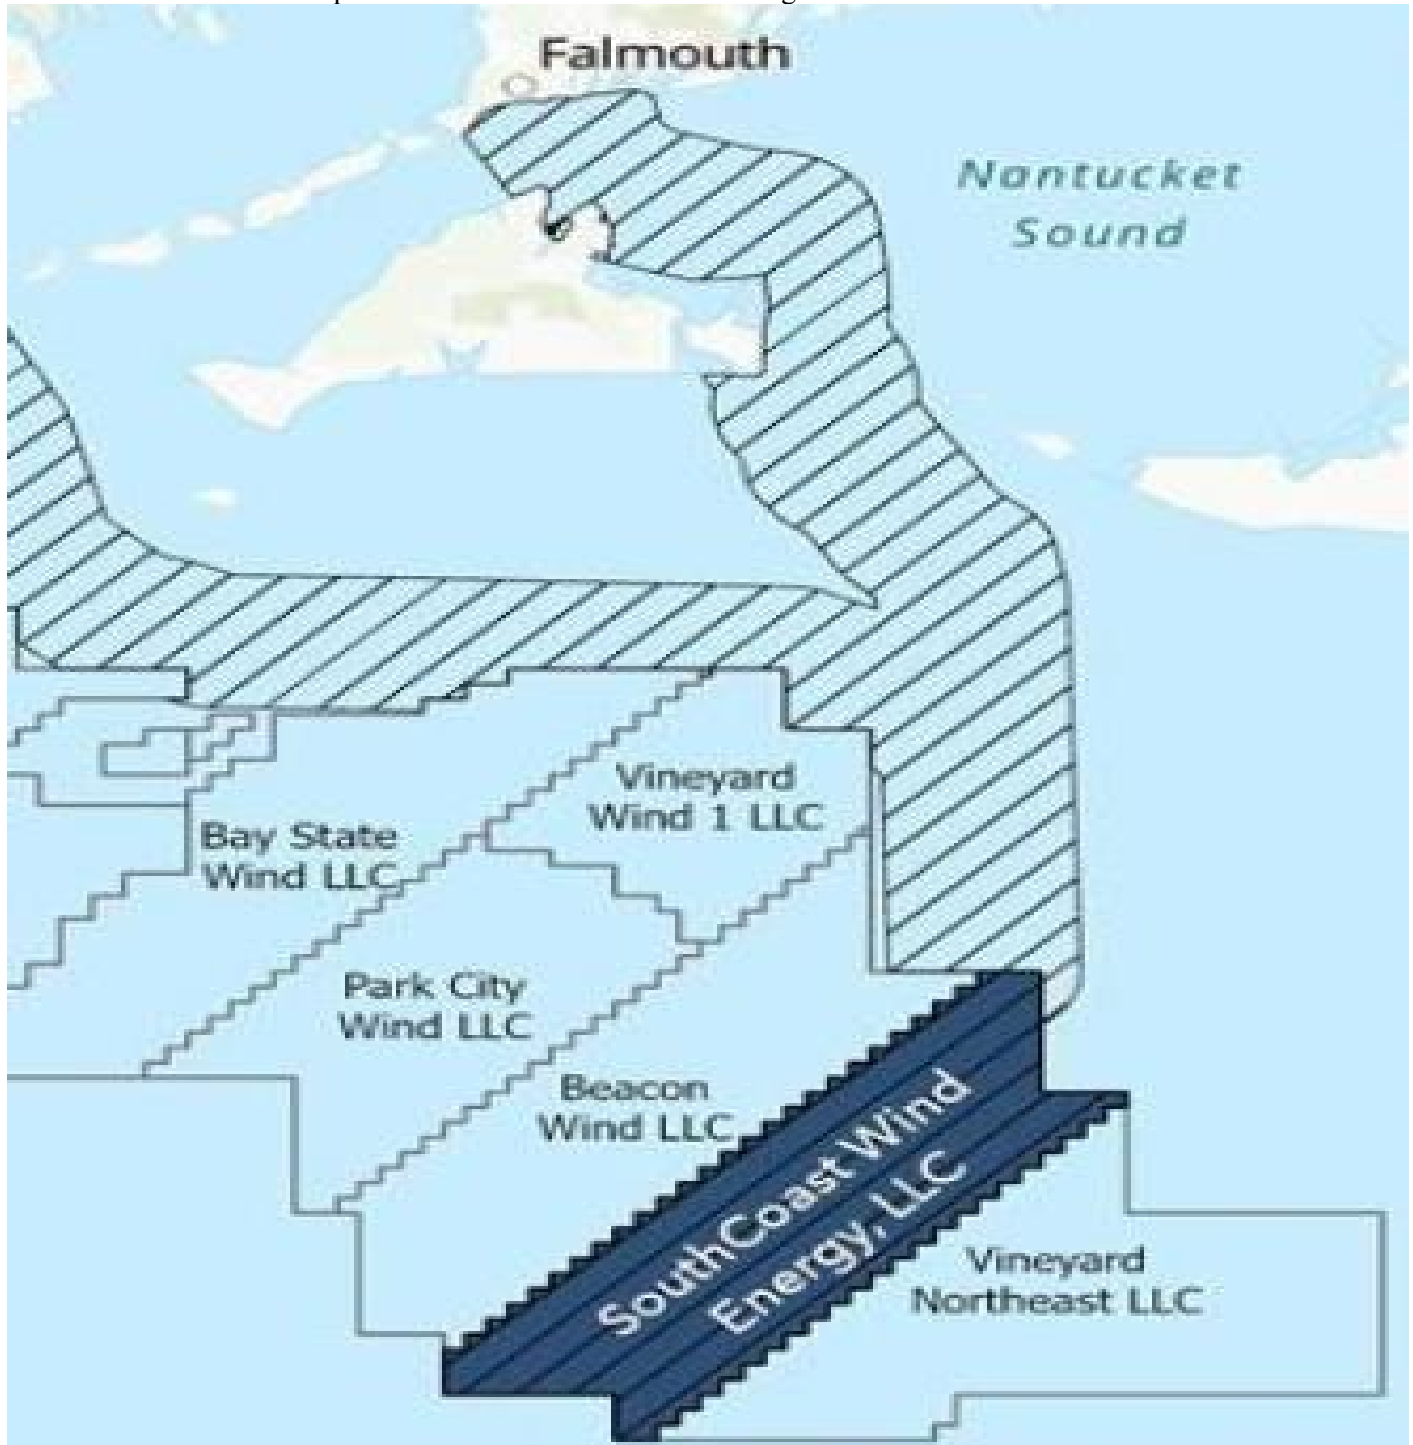 Falmouth
Nantucket
Sound
Vineyard
Wind 1 LLC
Bay State
Wind LLC
Park City
Wind LLC
Beacon
Wind LLC
SouthCoast Wind
Energy, LLC
Vineyard
Northeast LLC